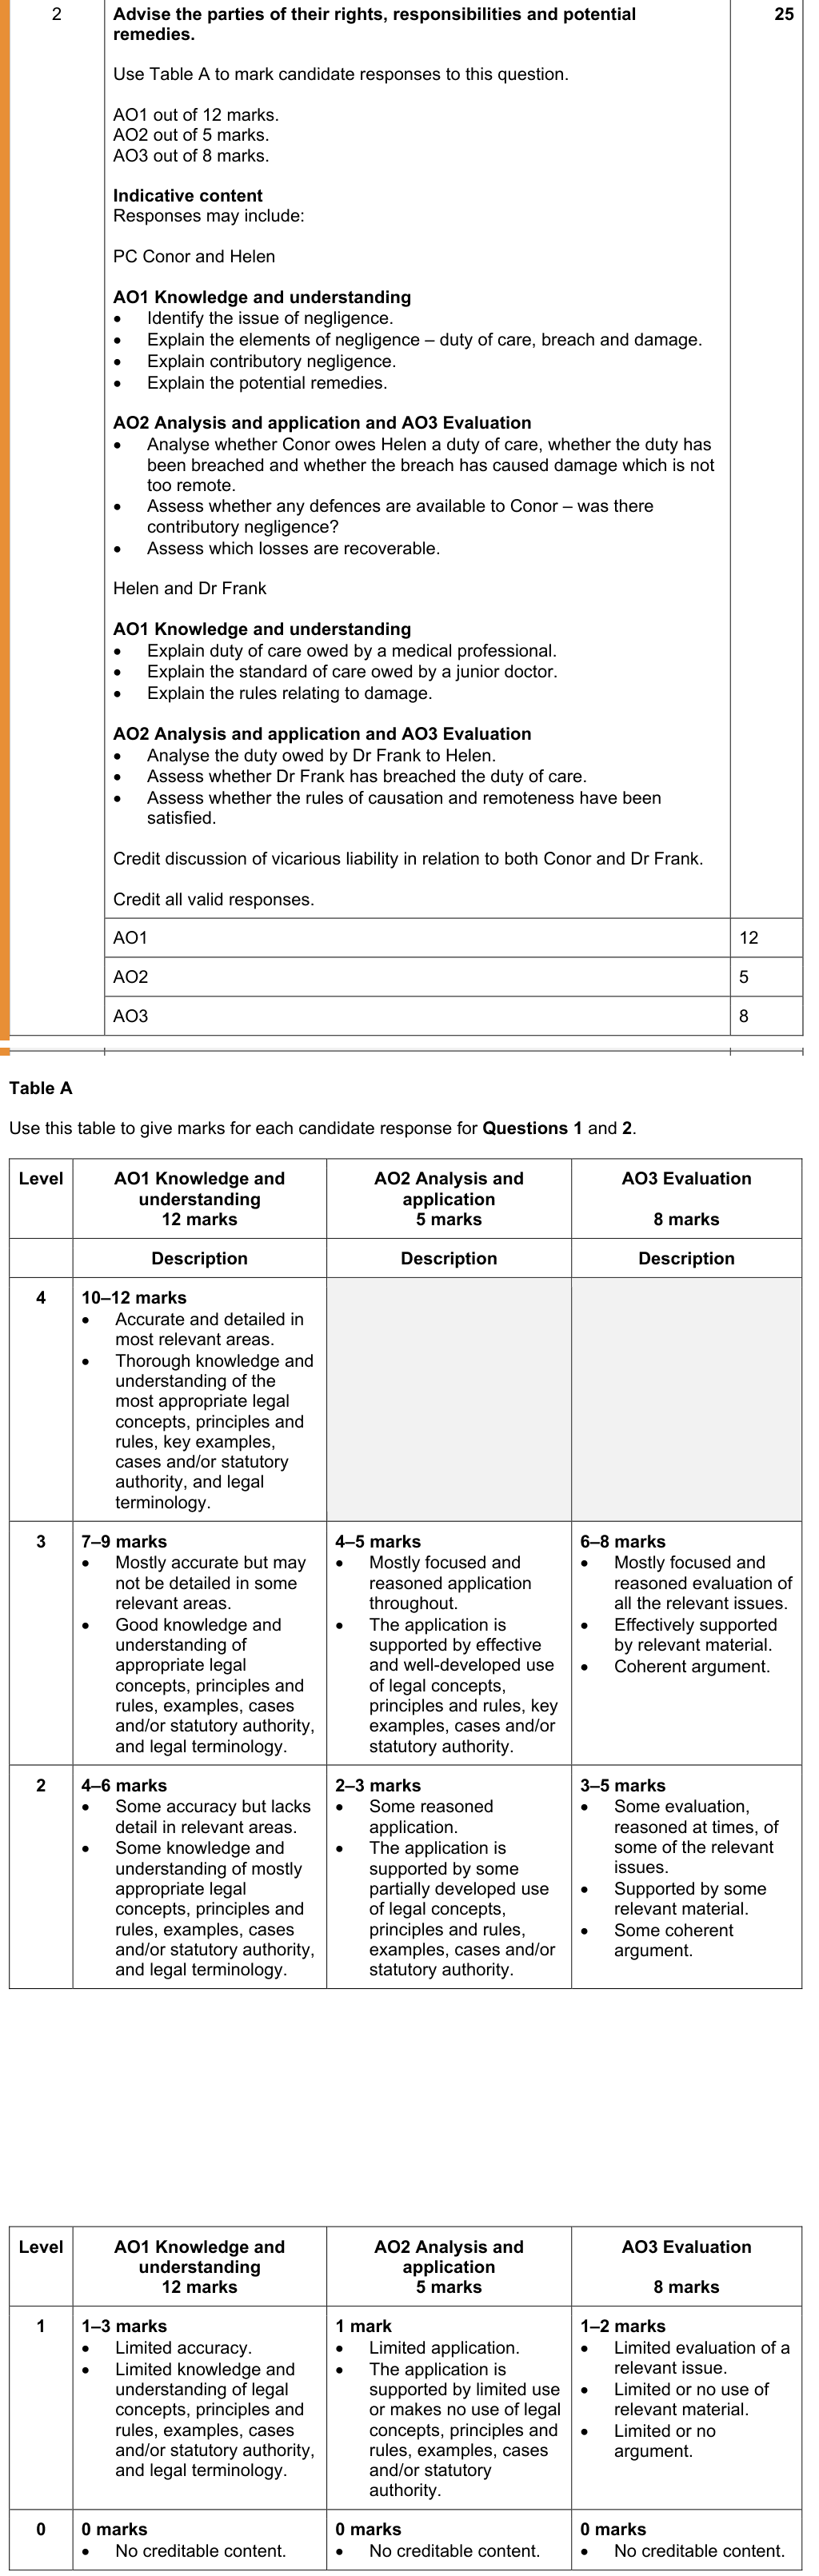 2
Advise the parties of their rights, responsibilities and potential
remedies.
25
Use Table A to mark candidate responses to this question.
AO1 out of 12 marks.
AO2 out of 5 marks.
AO3 out of 8 marks.
Indicative content
Responses may include:
PC Conor and Helen
AO1 Knowledge and understanding
• Identify the issue of negligence.
• Explain the elements of negligence – duty of care, breach and damage.
• Explain contributory negligence.
• Explain the potential remedies.
AO2 Analysis and application and AO3 Evaluation
• Analyse whether Conor owes Helen a duty of care, whether the duty has
been breached and whether the breach has caused damage which is not
too remote.
• Assess whether any defences are available to Conor – was there
contributory negligence?
• Assess which losses are recoverable.
Helen and Dr Frank
AO1 Knowledge and understanding
• Explain duty of care owed by a medical professional.
• Explain the standard of care owed by a junior doctor.
• Explain the rules relating to damage.
AO2 Analysis and application and AO3 Evaluation
• Analyse the duty owed by Dr Frank to Helen.
• Assess whether Dr Frank has breached the duty of care.
• Assess whether the rules of causation and remoteness have been
satisfied.
Credit discussion of vicarious liability in relation to both Conor and Dr Frank.
Credit all valid responses.
AO1 12
AO2 5
AO3 8
Table A
Use this table to give marks for each candidate response for Questions 1 and 2.
Level
AO1 Knowledge and
understanding
12 marks
AO2 Analysis and
application
5 marks
AO3 Evaluation
8 marks
Description
Description
Description
4
10–12 marks
• Accurate and detailed in
most relevant areas.
• Thorough knowledge and
understanding of the
most appropriate legal
concepts, principles and
rules, key examples,
cases and/or statutory
authority, and legal
terminology.
3
7–9 marks
• Mostly accurate but may
not be detailed in some
relevant areas.
• Good knowledge and
understanding of
appropriate legal
concepts, principles and
rules, examples, cases
and/or statutory authority,
and legal terminology.
4–5 marks
• Mostly focused and
reasoned application
throughout.
• The application is
supported by effective
and well-developed use
of legal concepts,
principles and rules, key
examples, cases and/or
statutory authority.
6–8 marks
• Mostly focused and
reasoned evaluation of
all the relevant issues.
• Effectively supported
by relevant material.
• Coherent argument.
2
4–6 marks
• Some accuracy but lacks
detail in relevant areas.
• Some knowledge and
understanding of mostly
appropriate legal
concepts, principles and
rules, examples, cases
and/or statutory authority,
and legal terminology.
2–3 marks
• Some reasoned
application.
• The application is
supported by some
partially developed use
of legal concepts,
principles and rules,
examples, cases and/or
statutory authority.
3–5 marks
• Some evaluation,
reasoned at times, of
some of the relevant
issues.
• Supported by some
relevant material.
• Some coherent
argument.
Level
AO1 Knowledge and
understanding
12 marks
AO2 Analysis and
application
5 marks
AO3 Evaluation
8 marks
1
1–3 marks
• Limited accuracy.
• Limited knowledge and
understanding of legal
concepts, principles and
rules, examples, cases
and/or statutory authority,
and legal terminology.
1 mark
• Limited application.
• The application is
supported by limited use
or makes no use of legal
concepts, principles and
rules, examples, cases
and/or statutory
authority.
1–2 marks
• Limited evaluation of a
relevant issue.
• Limited or no use of
relevant material.
• Limited or no
argument.
0
0 marks
• No creditable content.
0 marks
• No creditable content.
0 marks
• No creditable content.